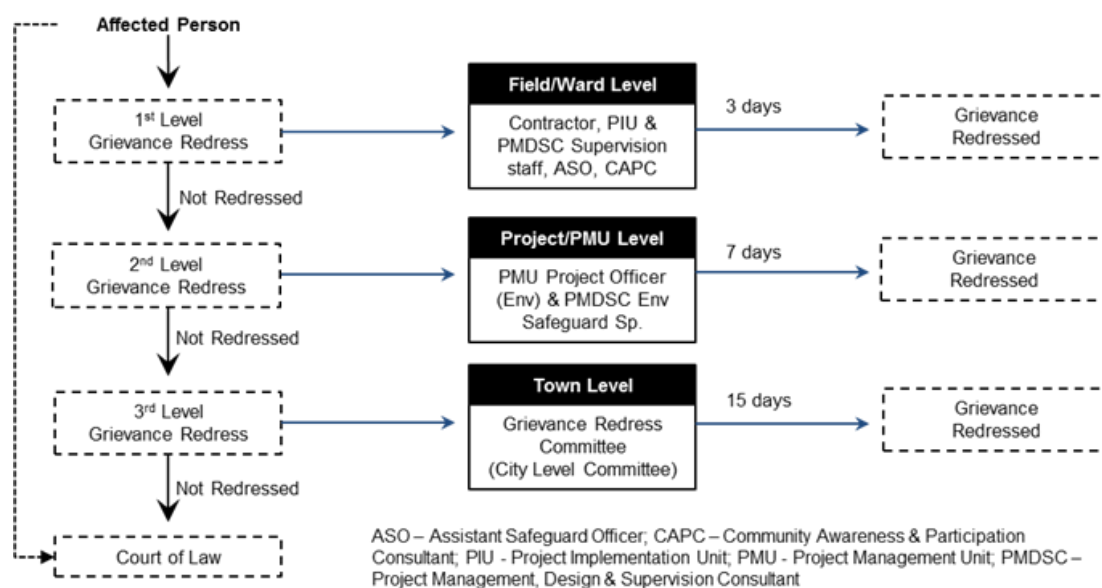 Affected Person
1st Level
Grievance Redress
Field/Ward Level
Contractor, PIU &
PMDSC Supervision
staff, ASO, CAPC
3 days
Grievance
Redressed
Not Redressed
2nd Level
Grievance Redress
Project/PMU Level
PMU Project Officer
(Env) & PMDSC Env
Safeguard Sp.
7 days
Grievance
Redressed
Not Redressed
3rd Level
Grievance Redress
Town Level
Grievance Redress
Committee
(City Level Committee)
15 days
Grievance
Redressed
Not Redressed
Court of Law
ASO – Assistant Safeguard Officer; CAPC – Community Awareness & Participation
Consultant; PIU - Project Implementation Unit; PMU - Project Management Unit; PMDSC –
Project Management, Design & Supervision Consultant